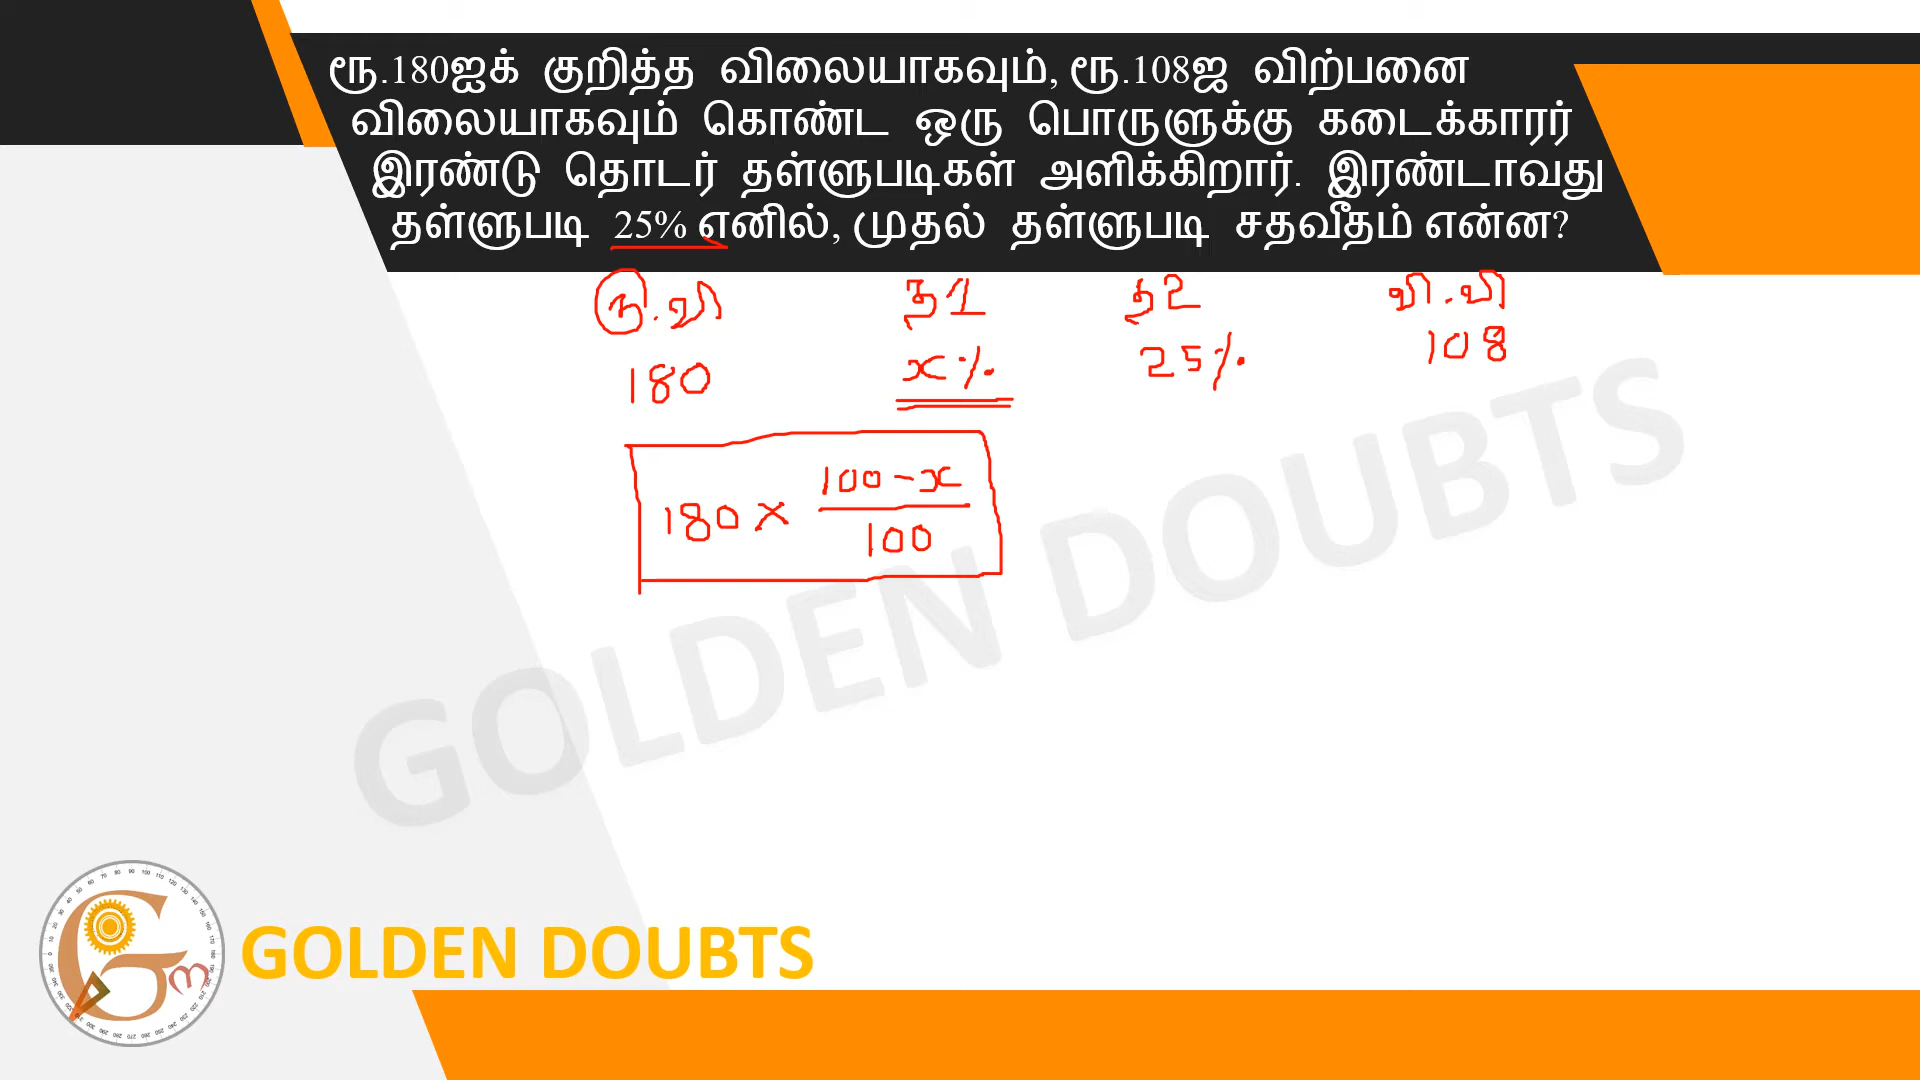 ரூ.180ஐக் குறித்த விலையாகவும், ரூ.108ஜ விற்பனை
விலையாகவும் கொண்ட ஒரு பொருளுக்கு கடைக்காரர்
இரண்டு தொடர் தள்ளுபடிகள் அளிக்கிறார். இரண்டாவது
தள்ளுபடி 25% எனில், முதல் தள்ளுபடி சதவீதம் என்ன?
கு.வி த1 த2 வி.வி
180 x% 25% 108
180 × (100 - x)/100
GOLDEN DOUBTS
GOLDEN DOUBTS